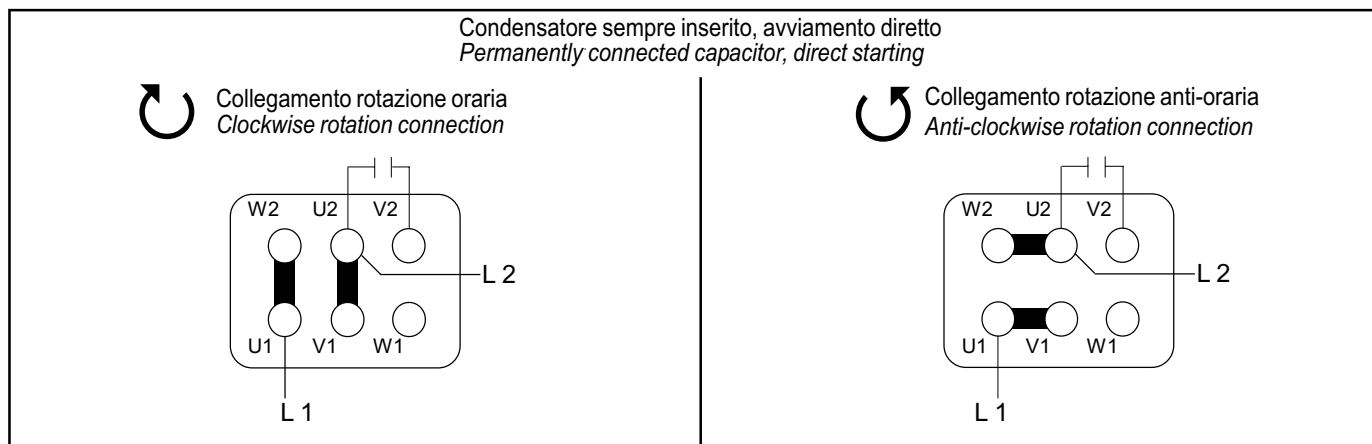 Condensatore sempre inserito, avviamento diretto
Permanently connected capacitor, direct starting
Collegamento rotazione oraria
Clockwise rotation connection
W2 U2 V2
L 2
U1 V1 W1
L 1
Collegamento rotazione anti-oraria
Anti-clockwise rotation connection
W2 U2 V2
L 2
U1 V1 W1
L 1